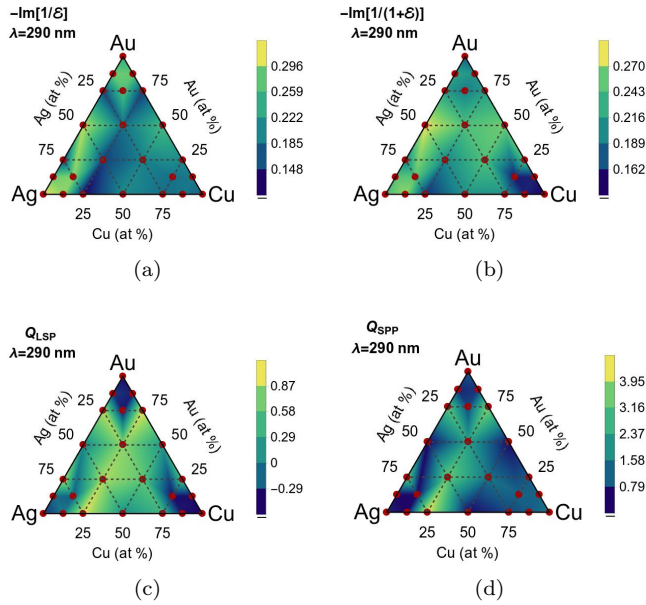 −Im[1/ℰ]
λ=290 nm
Au
25
75
Ag (at %)
Au (at %)
50
50
75
25
Ag
Cu
25
50
75
Cu (at %)
0.296
0.259
0.222
0.185
0.148
(a)
−Im[1/(1+ℰ)]
λ=290 nm
Au
25
75
Ag (at %)
Au (at %)
50
50
75
25
Ag
Cu
25
50
75
Cu (at %)
0.270
0.243
0.216
0.189
0.162
(b)
QLSP
λ=290 nm
Au
25
75
Ag (at %)
Au (at %)
50
50
75
25
Ag
Cu
25
50
75
Cu (at %)
0.87
0.58
0.29
0
−0.29
(c)
QSPP
λ=290 nm
Au
25
75
Ag (at %)
Au (at %)
50
50
75
25
Ag
Cu
25
50
75
Cu (at %)
3.95
3.16
2.37
1.58
0.79
(d)